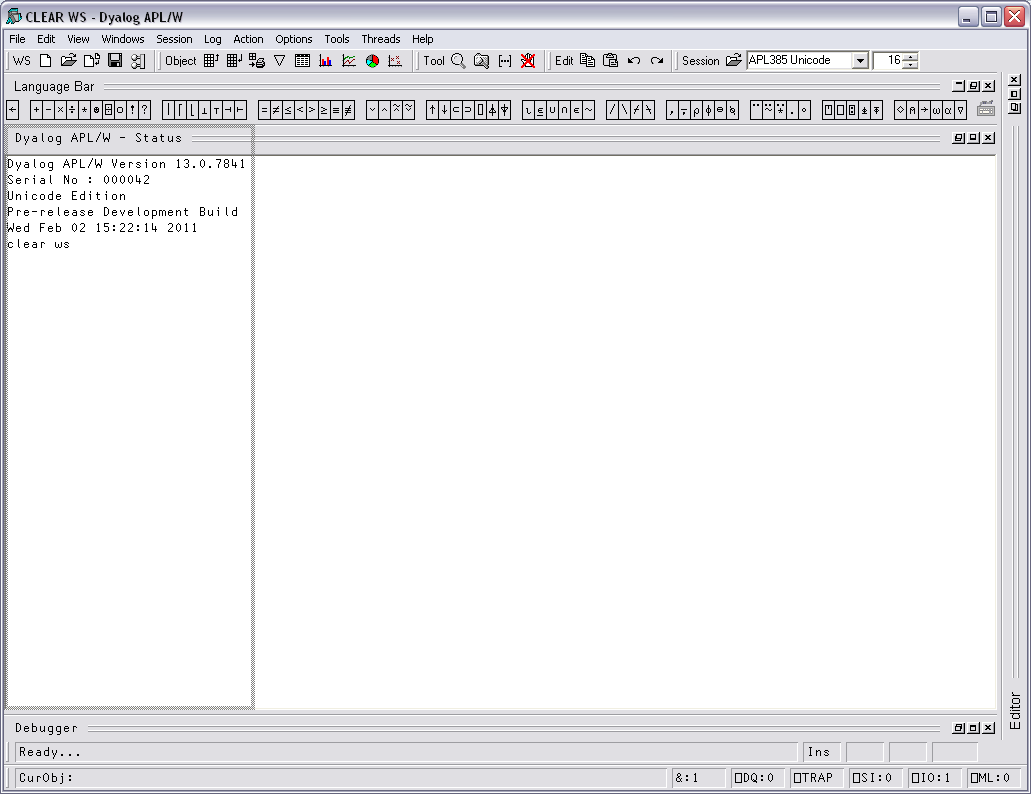 CLEAR WS - Dyalog APL/W
File Edit View Windows Session Log Action Options Tools Threads Help
WS Object Tool Edit Session APL385 Unicode 16
Language Bar
← + - × ÷ * ⍟ ⌹ ○ ! ? | ⌈ ⌊ ⊥ ⊤ ⊣ ⊢ = ≠ ≤ < > ≥ ≡ ≢ ∨ ∧ ⍲ ⍱ ↑ ↓ ⊂ ⊃ ⌷ ⍋ ⍒ ⍳ ⍷ ∪ ∩ ∊ ~ / \ ⌿ ⍀ , ⍪ ⍴ ⌽ ⊖ ⍉ ¨ ⍨ ⍣ . ∘ ⍞ ⎕ ⍠ ⍎ ⍕ ⋄ ⍝ → ⍵ ⍺ ∇
Dyalog APL/W - Status
Dyalog APL/W Version 13.0.7841
Serial No : 000042
Unicode Edition
Pre-release Development Build
Wed Feb 02 15:22:14 2011
clear ws
Editor
Debugger
Ready... Ins
CurObj: &:1 ⎕DQ:0 ⎕TRAP ⎕SI:0 ⎕IO:1 ⎕ML:0